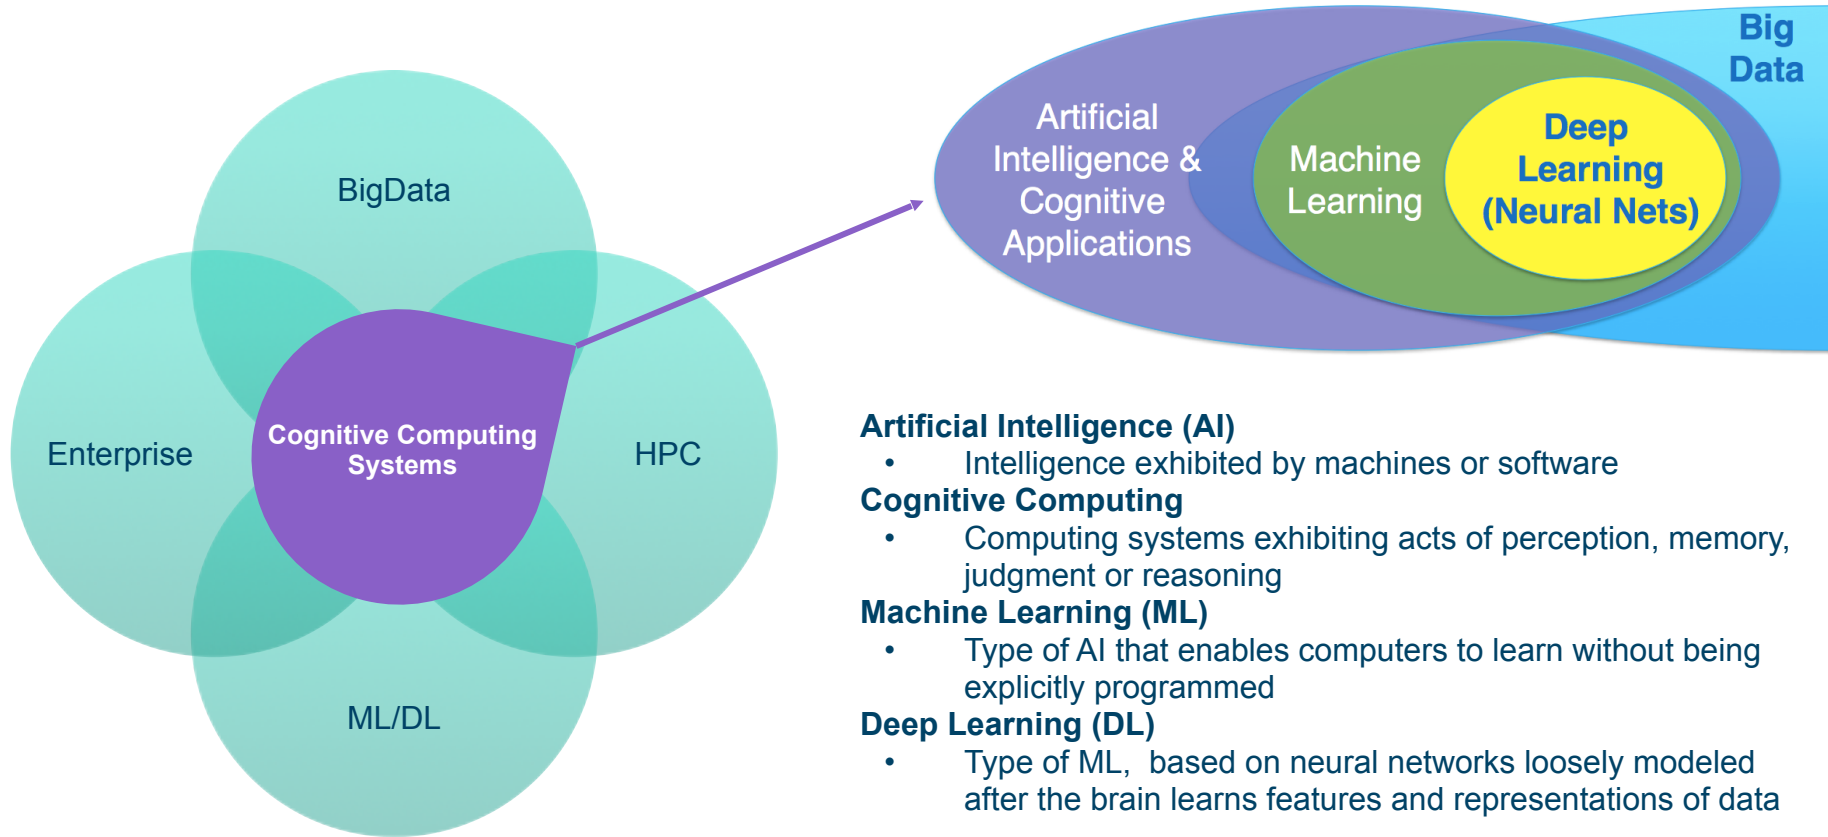 BigData
Enterprise
Cognitive Computing
Systems
HPC
ML/DL
Artificial
Intelligence &
Cognitive
Applications
Machine
Learning
Deep
Learning
(Neural Nets)
Big
Data
Artificial Intelligence (AI)
• Intelligence exhibited by machines or software
Cognitive Computing
• Computing systems exhibiting acts of perception, memory,
judgment or reasoning
Machine Learning (ML)
• Type of AI that enables computers to learn without being
explicitly programmed
Deep Learning (DL)
• Type of ML,  based on neural networks loosely modeled
after the brain learns features and representations of data